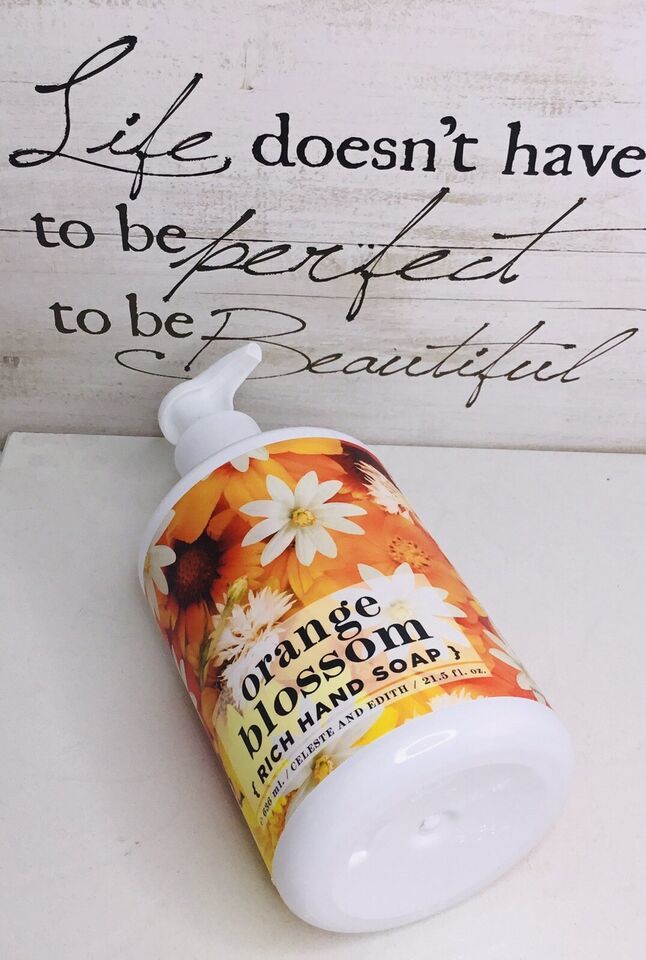 Life doesn't have
to be perfect
to be Beautiful
orange
blossom
{ RICH HAND SOAP }
℮ 636 ml. / CELESTE AND EDITH / 21.5 fl. oz.